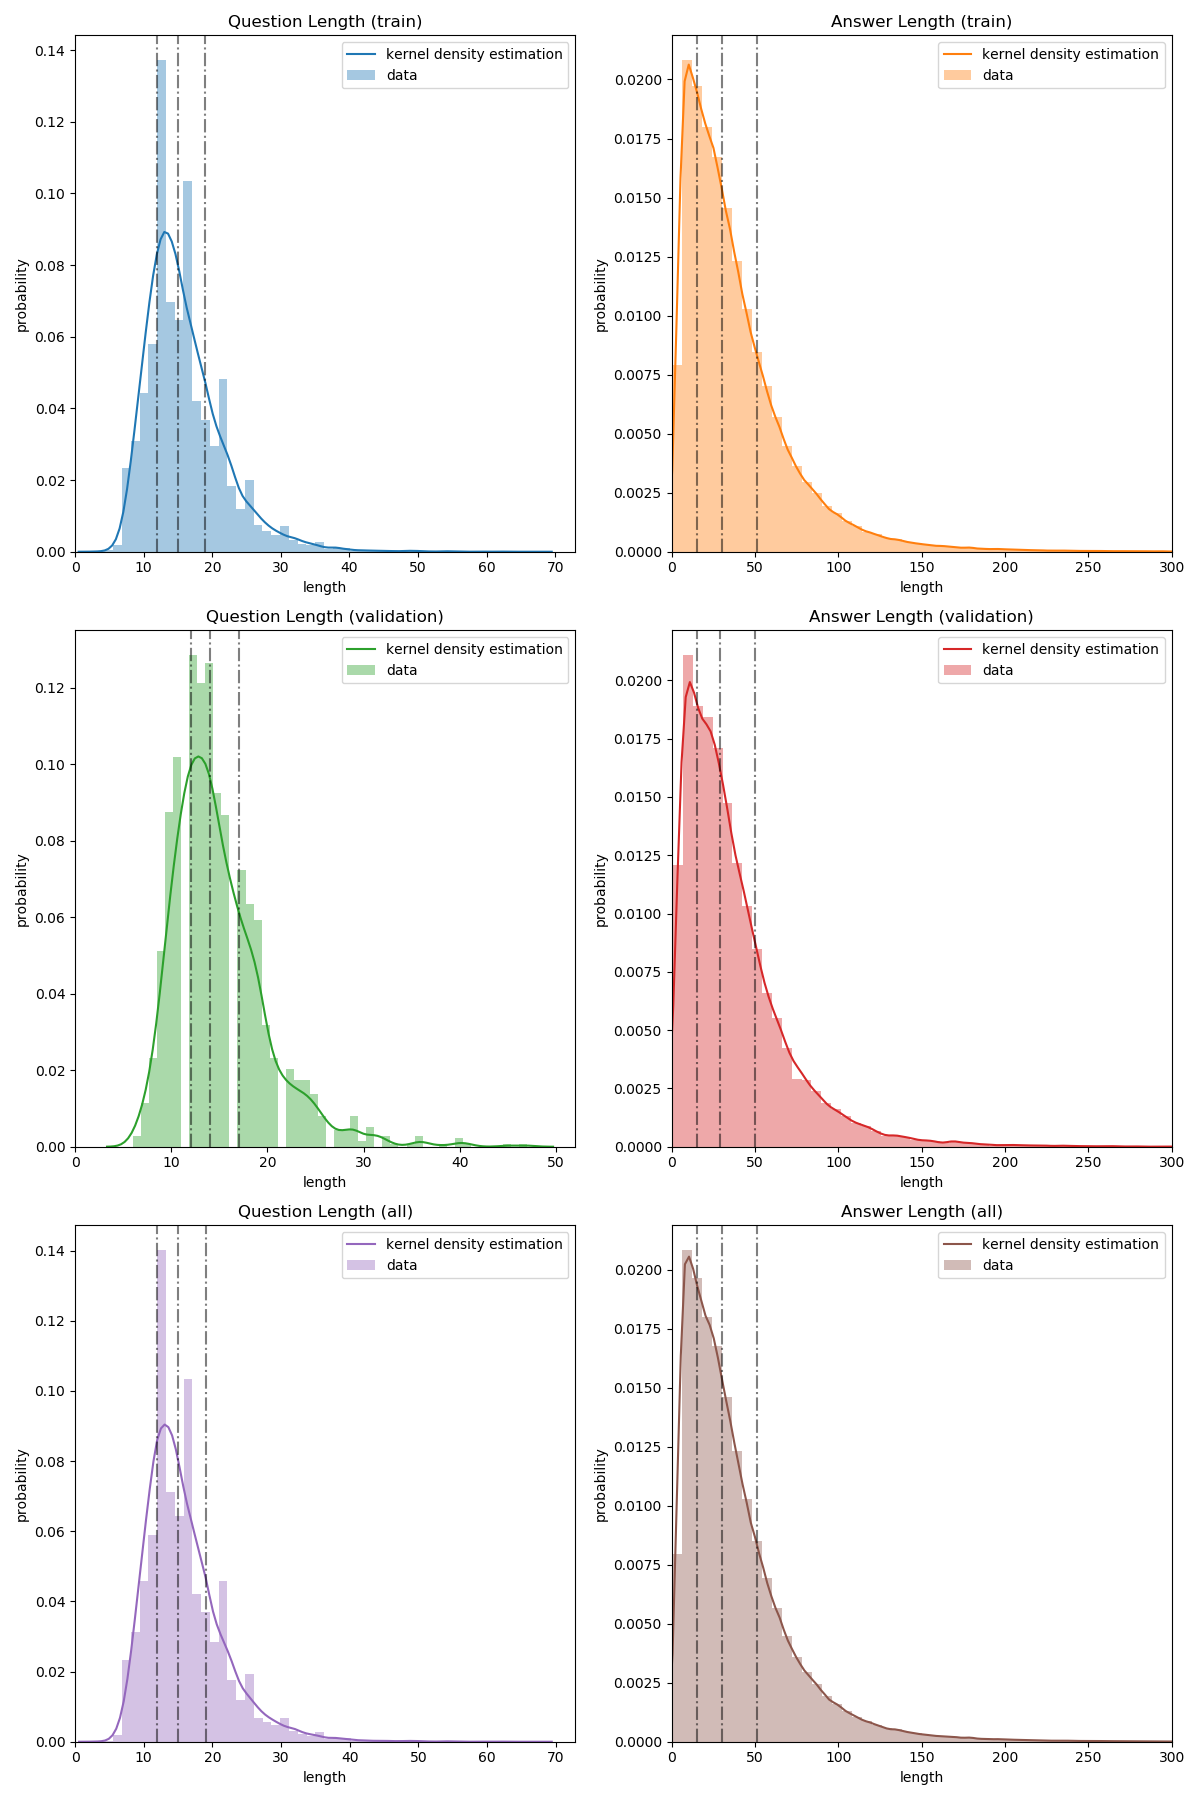 Question Length (train)
kernel density estimation
data
0.14
0.12
0.10
0.08
0.06
0.04
0.02
0.00
probability
0 10 20 30 40 50 60 70
length
Answer Length (train)
kernel density estimation
data
0.0200
0.0175
0.0150
0.0125
0.0100
0.0075
0.0050
0.0025
0.0000
probability
0 50 100 150 200 250 300
length
Question Length (validation)
kernel density estimation
data
0.12
0.10
0.08
0.06
0.04
0.02
0.00
probability
0 10 20 30 40 50
length
Answer Length (validation)
kernel density estimation
data
0.0200
0.0175
0.0150
0.0125
0.0100
0.0075
0.0050
0.0025
0.0000
probability
0 50 100 150 200 250 300
length
Question Length (all)
kernel density estimation
data
0.14
0.12
0.10
0.08
0.06
0.04
0.02
0.00
probability
0 10 20 30 40 50 60 70
length
Answer Length (all)
kernel density estimation
data
0.0200
0.0175
0.0150
0.0125
0.0100
0.0075
0.0050
0.0025
0.0000
probability
0 50 100 150 200 250 300
length